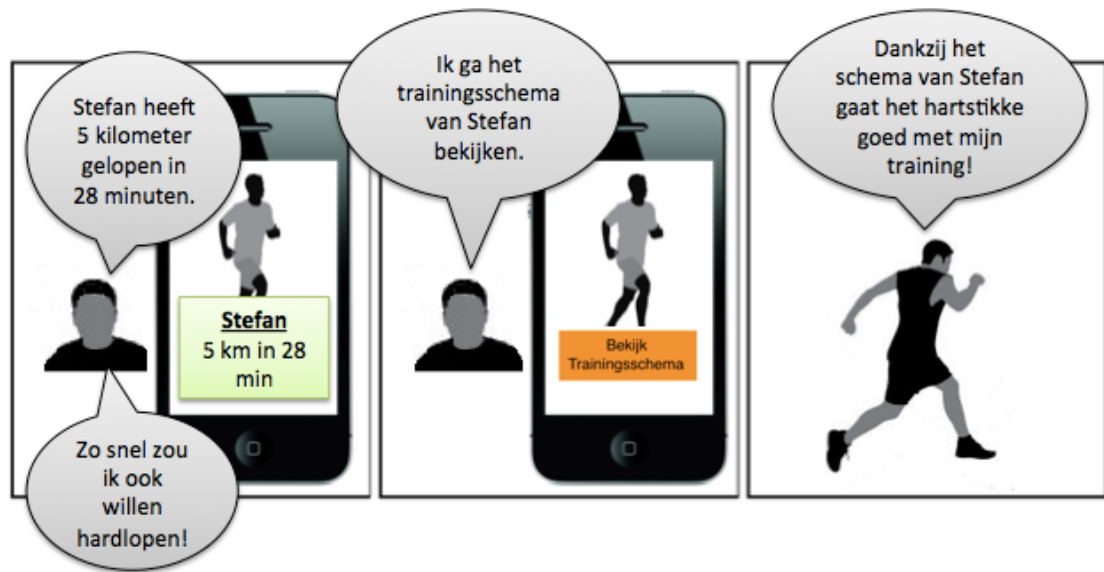 Stefan heeft
5 kilometer
gelopen in
28 minuten.
Stefan
5 km in 28
min
Zo snel zou
ik ook
willen
hardlopen!
Ik ga het
trainingsschema
van Stefan
bekijken.
Bekijk
Trainingsschema
Dankzij het
schema van Stefan
gaat het hartstikke
goed met mijn
training!